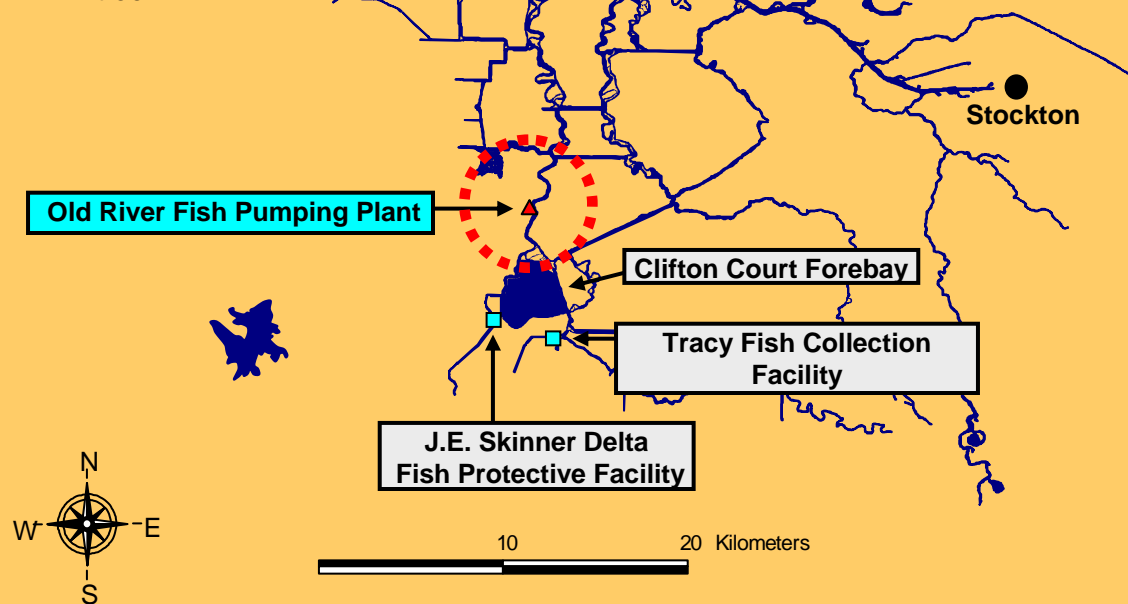 Stockton
Old River Fish Pumping Plant
Clifton Court Forebay
Tracy Fish Collection
Facility
J.E. Skinner Delta
Fish Protective Facility
N
W
E
S
10
20 Kilometers